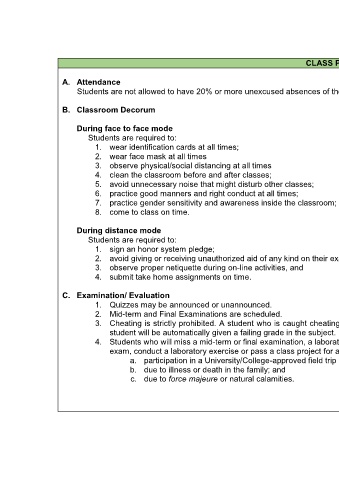 CLASS P
A. Attendance
Students are not allowed to have 20% or more unexcused absences of th
B. Classroom Decorum
During face to face mode
Students are required to:
1. wear identification cards at all times;
2. wear face mask at all times
3. observe physical/social distancing at all times
4. clean the classroom before and after classes;
5. avoid unnecessary noise that might disturb other classes;
6. practice good manners and right conduct at all times;
7. practice gender sensitivity and awareness inside the classroom;
8. come to class on time.
During distance mode
Students are required to:
1. sign an honor system pledge;
2. avoid giving or receiving unauthorized aid of any kind on their ex
3. observe proper netiquette during on-line activities, and
4. submit take home assignments on time.
C. Examination/ Evaluation
1. Quizzes may be announced or unannounced.
2. Mid-term and Final Examinations are scheduled.
3. Cheating is strictly prohibited. A student who is caught cheating
student will be automatically given a failing grade in the subject.
4. Students who will miss a mid-term or final examination, a laborat
exam, conduct a laboratory exercise or pass a class project for a
a. participation in a University/College-approved field trip
b. due to illness or death in the family; and
c. due to force majeure or natural calamities.